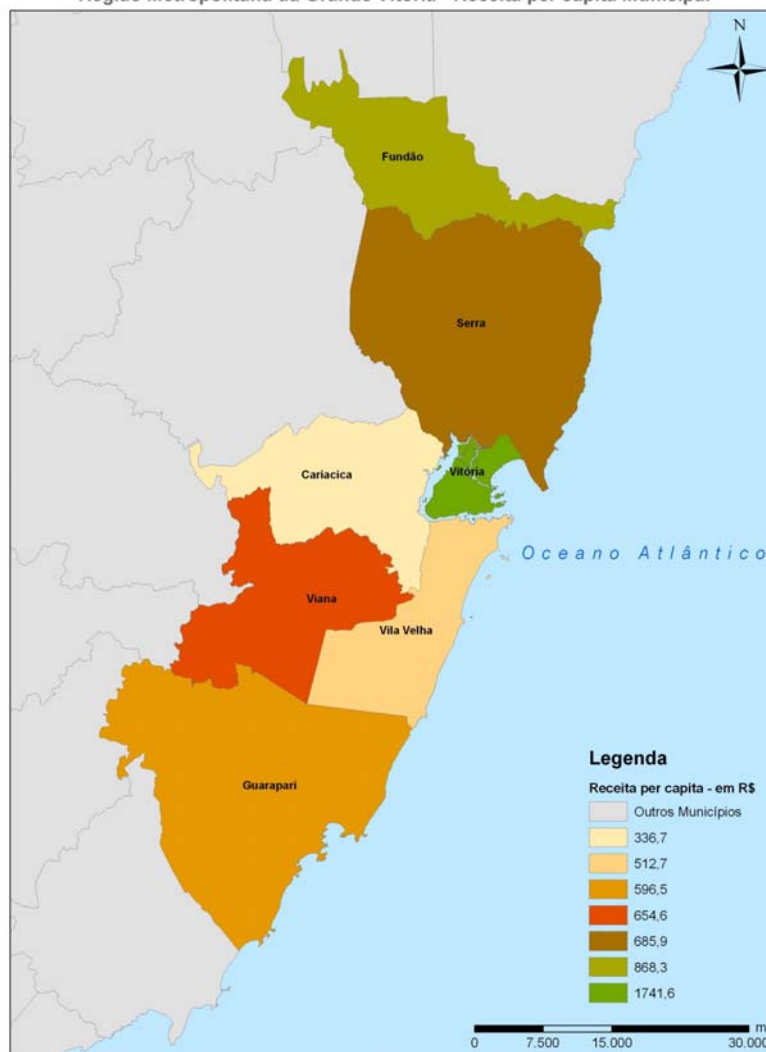 Região Metropolitana da Grande Vitória - Receita per capita Municipal
N
Fundão
Serra
Vitória
Cariacica
Oceano Atlântico
Viana
Vila Velha
Guarapari
Legenda
Receita per capita - em R$
Outros Municípios
336,7
512,7
596,5
654,6
685,9
868,3
1741,6
m
0 7.500 15.000 30.000